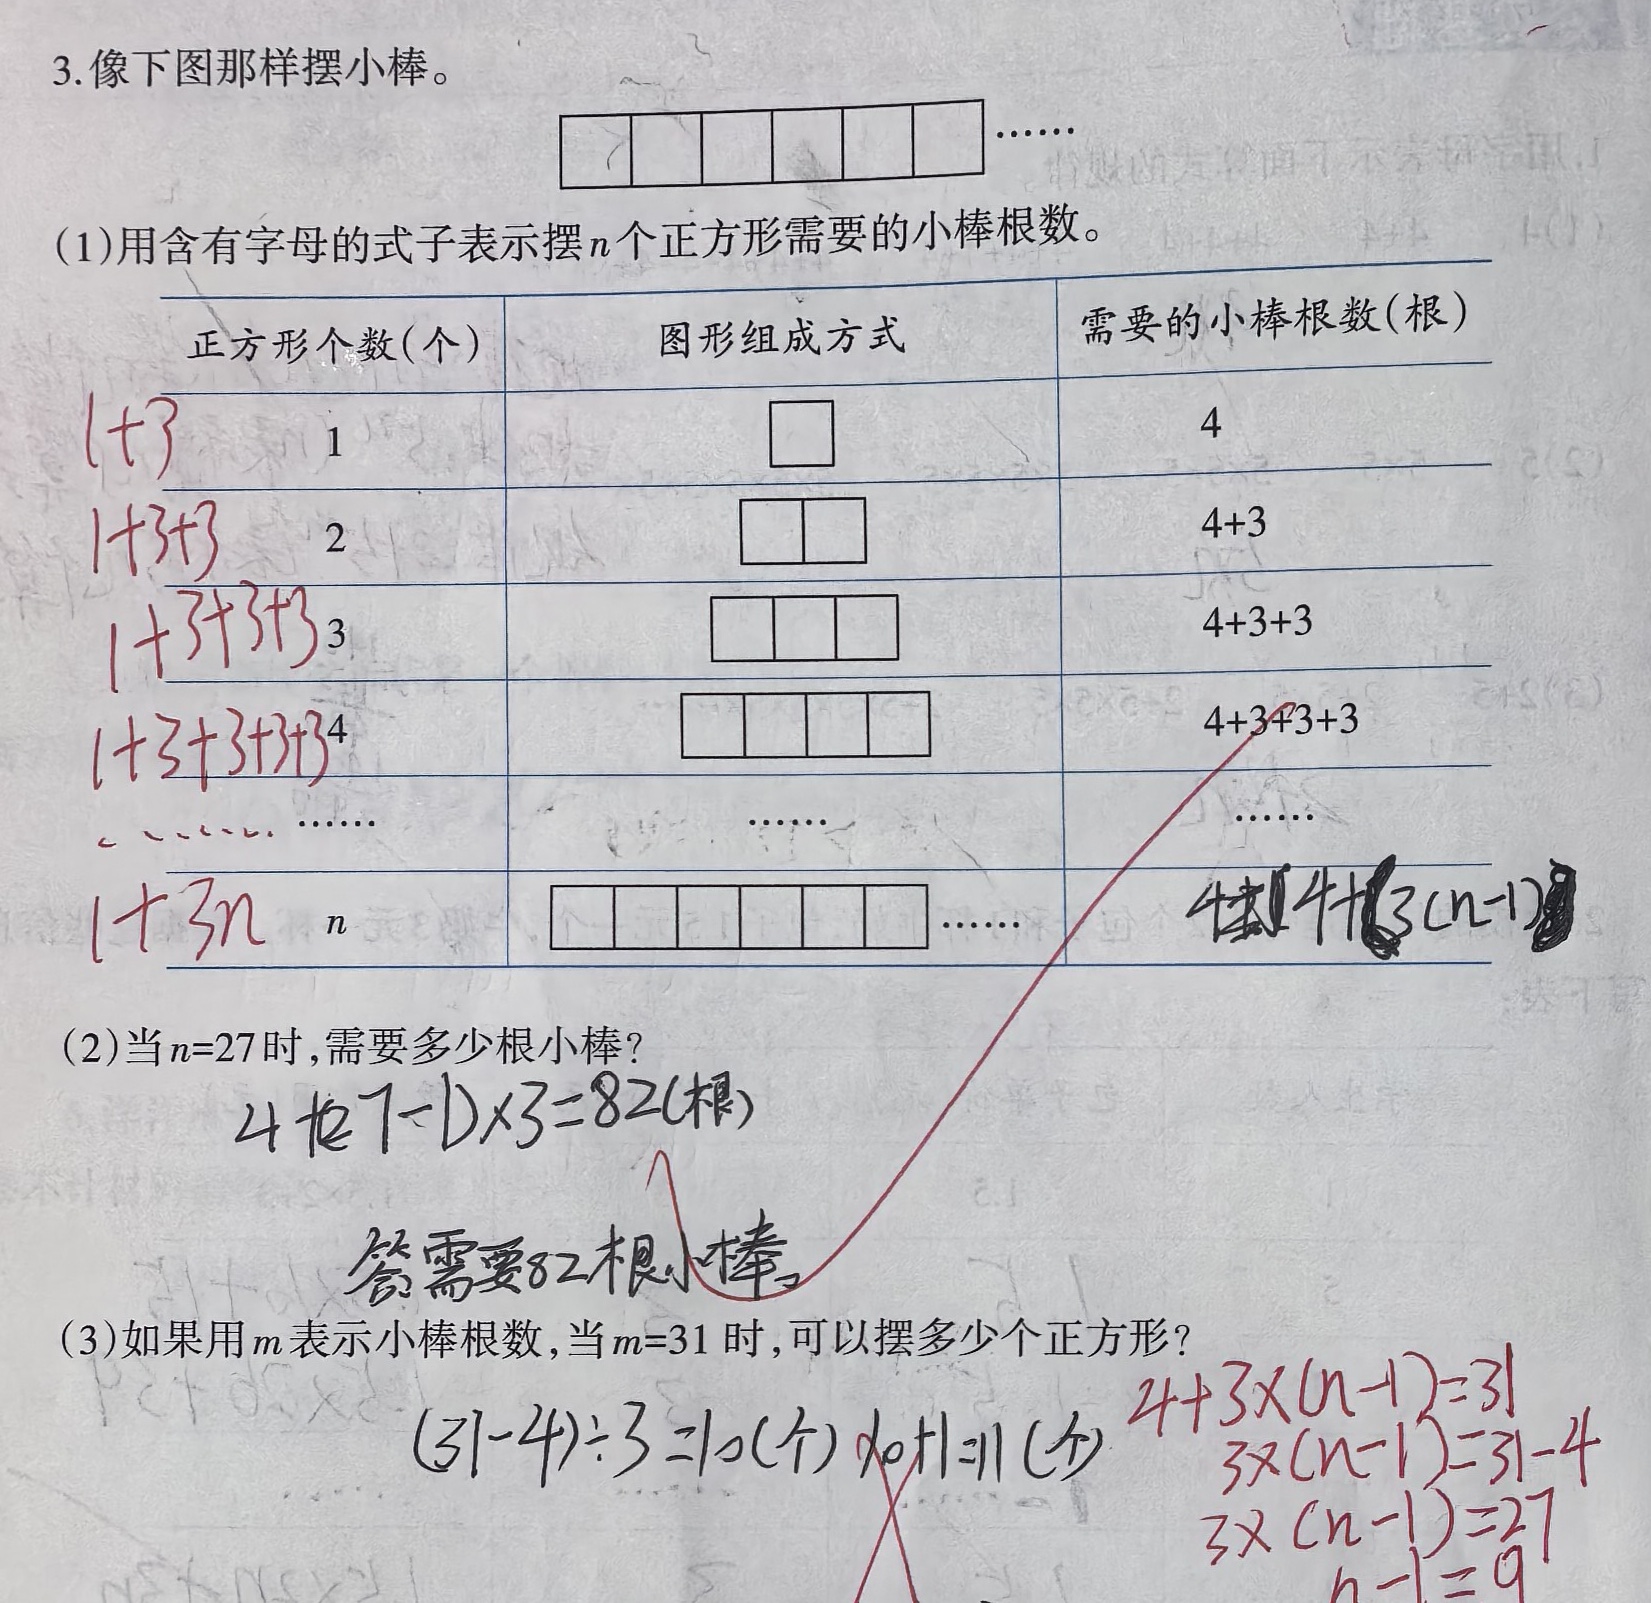 3.像下图那样摆小棒。
……
(1)用含有字母的式子表示摆n个正方形需要的小棒根数。
正方形个数(个) 图形组成方式 需要的小棒根数(根)
1+3 1 4
1+3+3 2 4+3
1+3+3+3 3 4+3+3
1+3+3+3+3 4 4+3+3+3
…… …… …… ……
1+3n n …… 4+3(n-1)
(2)当n=27时,需要多少根小棒?
4+(27-1)×3=82(根)
答需要82根小棒。
(3)如果用m表示小棒根数,当m=31时,可以摆多少个正方形?
(31-4)÷3=10(个) 10+1=11(个)
4+3×(n-1)=31
3×(n-1)=31-4
3×(n-1)=27
n-1=9